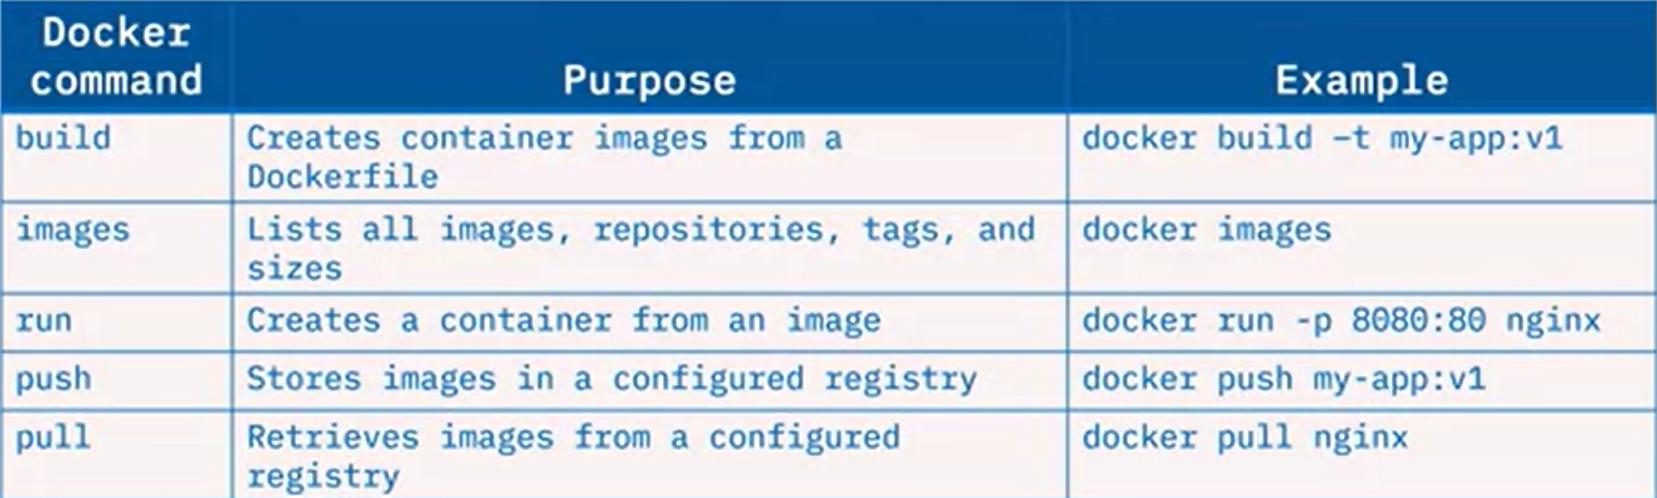 Docker command
Purpose
Example
build
Creates container images from a
Dockerfile
docker build –t my-app:v1
images
Lists all images, repositories, tags, and
sizes
docker images
run
Creates a container from an image
docker run -p 8080:80 nginx
push
Stores images in a configured registry
docker push my-app:v1
pull
Retrieves images from a configured
registry
docker pull nginx